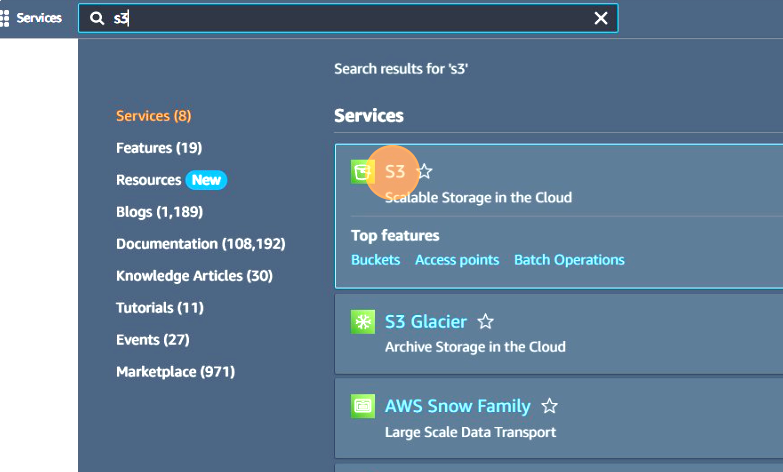 Services
s3
Search results for 's3'
Services (8)
Features (19)
Resources New
Blogs (1,189)
Documentation (108,192)
Knowledge Articles (30)
Tutorials (11)
Events (27)
Marketplace (971)
Services
S3
Scalable Storage in the Cloud
Top features
Buckets Access points Batch Operations
S3 Glacier
Archive Storage in the Cloud
AWS Snow Family
Large Scale Data Transport